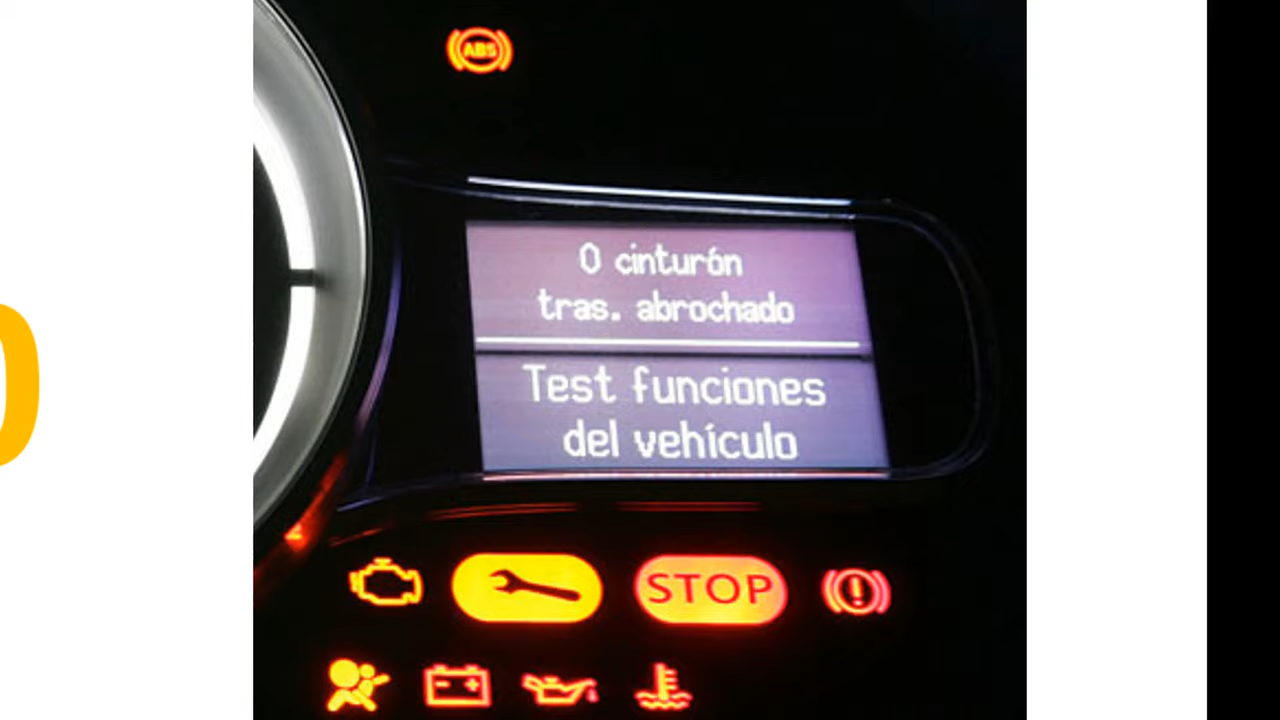 ABS
0 cinturón
tras. abrochado
Test funciones
del vehículo
STOP